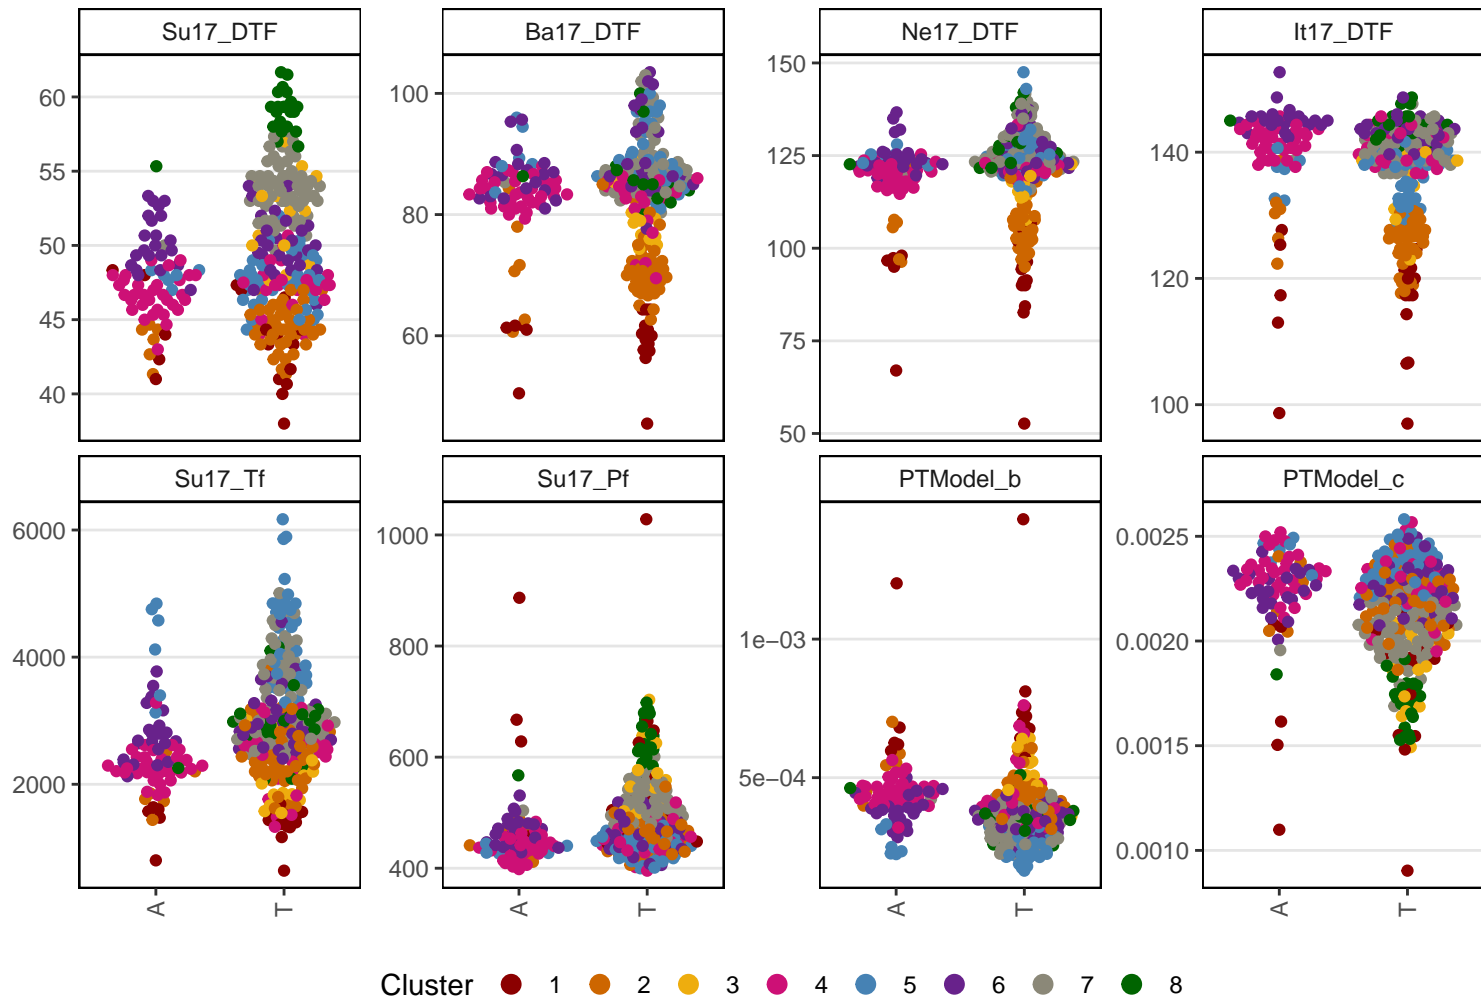 Su17_DTF Ba17_DTF Ne17_DTF It17_DTF
60 55 50 45 40
100 80 60
150 125 100 75 50
140 120 100
Su17_Tf Su17_Pf PTModel_b PTModel_c
6000 4000 2000
1000 800 600 400
1e−03 5e−04
0.0025 0.0020 0.0015 0.0010
A T A T A T A T
Cluster 1 2 3 4 5 6 7 8